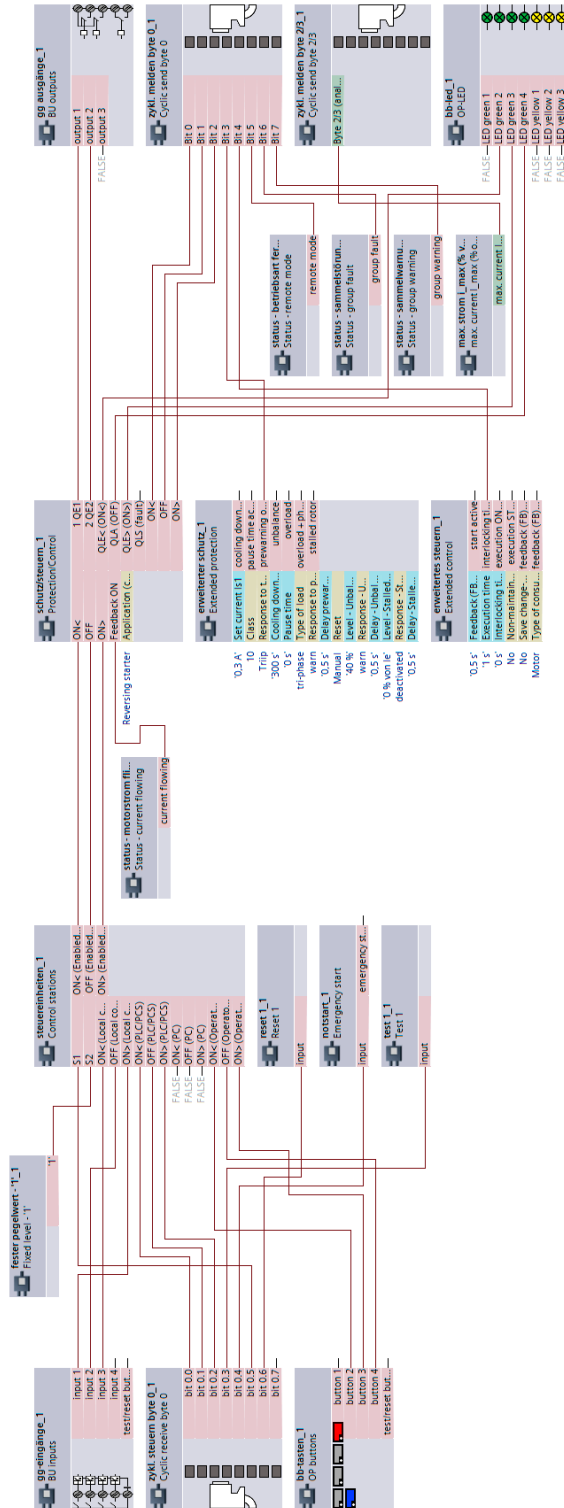 gg-eingänge_1
BU inputs
input 1
input 2
input 3
input 4
test/reset but...
zykl. steuern byte 0_1
Cyclic receive byte 0
bit 0.0
bit 0.1
bit 0.2
bit 0.3
bit 0.4
bit 0.5
bit 0.6
bit 0.7
bb-tasten_1
OP buttons
button 1
button 2
button 3
button 4
test/reset but...
fester pegelwert - '1'_1
Fixed level - '1'
'1'
steuereinheiten_1
Control stations
S1
ON< (Enabled...
S2
OFF (Enabled...
ON< (Local c...
ON> (Enabled...
OFF (Local co...
ON> (Local c...
ON< (PLC/PCS)
OFF (PLC/PCS)
ON> (PLC/PCS)
FALSE
ON< (PC)
FALSE
OFF (PC)
FALSE
ON> (PC)
ON< (Operat...
OFF (Operato...
ON> (Operat...
reset 1_1
Reset 1
input
notstart_1
Emergency start
input
emergency st...
test 1_1
Test 1
input
status - motorstrom fli...
Status - current flowing
current flowing
schutz/steuern_1
Protection/Control
ON<
1 QE1
OFF
2 QE2
ON>
QLE< (ON<)
Feedback ON
QLA (OFF)
Reversing starter
Application (c...
QLE> (ON>)
QLS (fault)
ON<
OFF
ON>
erweiterter schutz_1
Extended protection
'0,3 A'
Set current Is1
cooling down...
10
Class
pause time ac...
Triip
Response to t...
prewarning o...
'300 s'
Cooling down...
unbalance
'0 s'
Pause time
overload
tri-phase
Type of load
overload + ph...
warn
Response to p...
stalled rotor
'0,5 s'
Delay prewar...
Manual
Reset
'40 %'
Level - Unbal...
warn
Response - U...
'0,5 s'
Delay - Unbal...
'0 % von Ie'
Level - Stalled...
deactivated
Response - St...
'0,5 s'
Delay - Stalle...
erweitertes steuern_1
Extended control
'0,5 s'
Feedback (FB...
start active
'1 s'
Execution time
interlocking ti...
'0 s'
Interlocking ti...
execution ON...
No
Non-maintain...
execution ST...
No
Save change-...
feedback (FB)...
Motor
Type of consu...
feedback (FB)...
status - betriebsart fer...
Status - remote mode
remote mode
status - sammelstörun...
Status - group fault
group fault
status - sammelwarnu...
Status - group warning
group warning
max. strom i_max (% v...
max. current I_max (% o...
max. current I...
gg ausgänge_1
BU outputs
output 1
output 2
FALSE
output 3
zykl. melden byte 0_1
Cyclic send byte 0
Bit 0
Bit 1
Bit 2
Bit 3
Bit 4
Bit 5
Bit 6
Bit 7
zykl. melden byte 2/3_1
Cyclic send byte 2/3
Byte 2/3 (anal...
bb-led_1
OP-LED
FALSE
LED green 1
LED green 2
LED green 3
LED green 4
FALSE
LED yellow 1
FALSE
LED yellow 2
FALSE
LED yellow 3